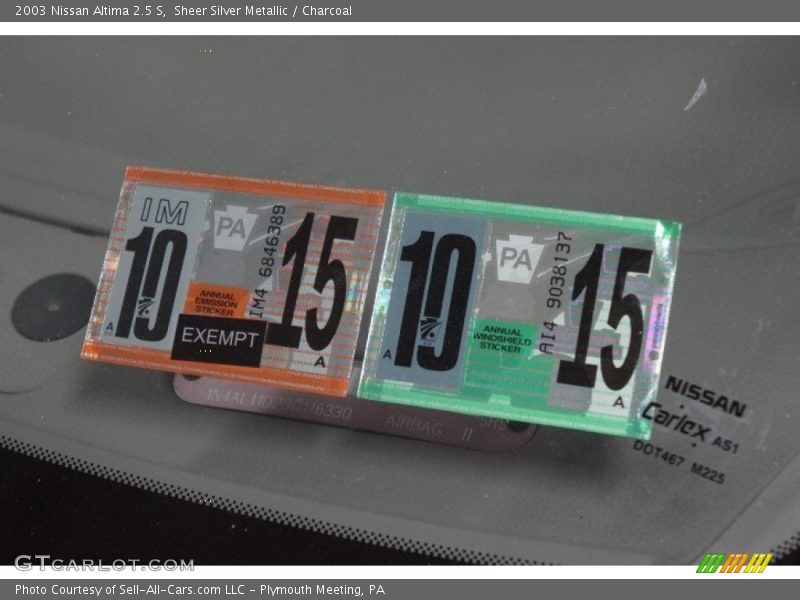 2003 Nissan Altima 2.5 S,  Sheer Silver Metallic / Charcoal
IM
10
A
PA
IM4 6846389
ANNUAL
EMISSION
STICKER
EXEMPT
15
A
10
A
PA
AI4 9038137
ANNUAL
WINDSHIELD
STICKER
15
A
AIRBAG II
NISSAN
Carlex AS1
DOT467 M225
GTCARLOT.COM
Photo Courtesy of Sell-All-Cars.com LLC - Plymouth Meeting, PA